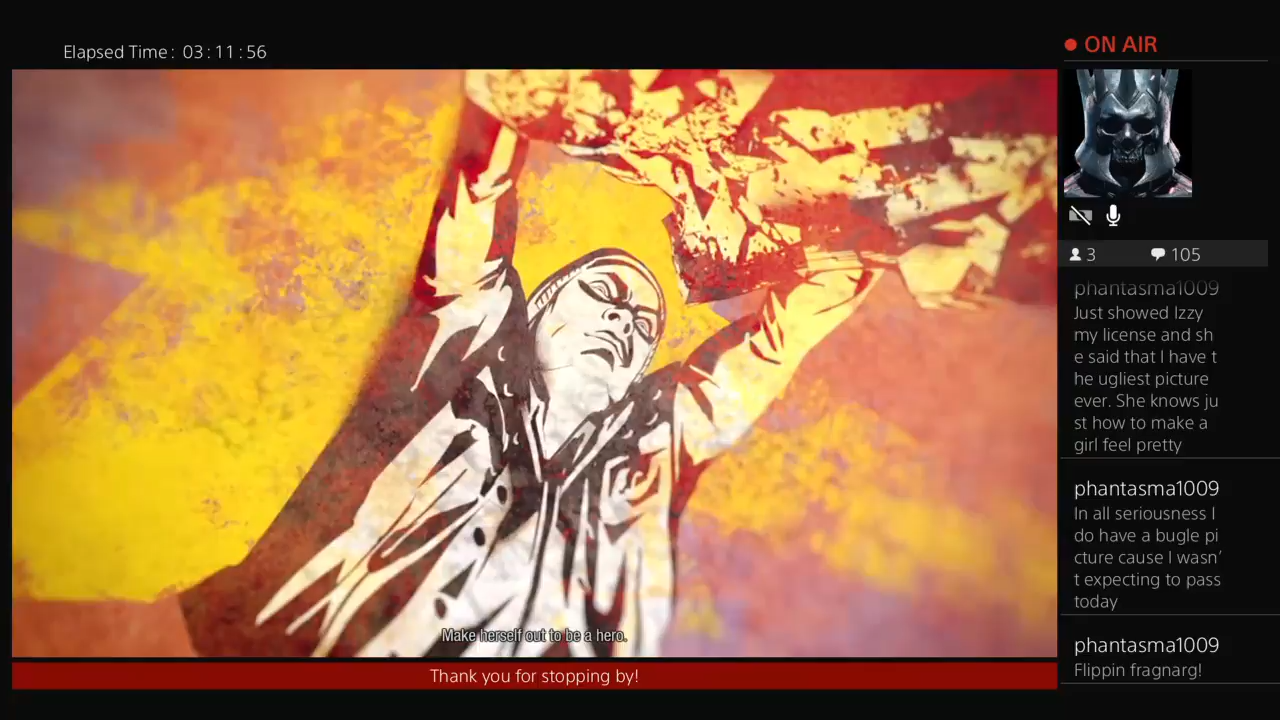 Elapsed Time: 03:11:56
ON AIR
3
105
phantasma1009
Just showed Izzy
my license and sh
e said that I have t
he ugliest picture
ever. She knows ju
st how to make a
girl feel pretty
phantasma1009
In all seriousness I
do have a bugle pi
cture cause I wasn'
t expecting to pass
today
phantasma1009
Flippin fragnarg!
Make herself out to be a hero.
Thank you for stopping by!